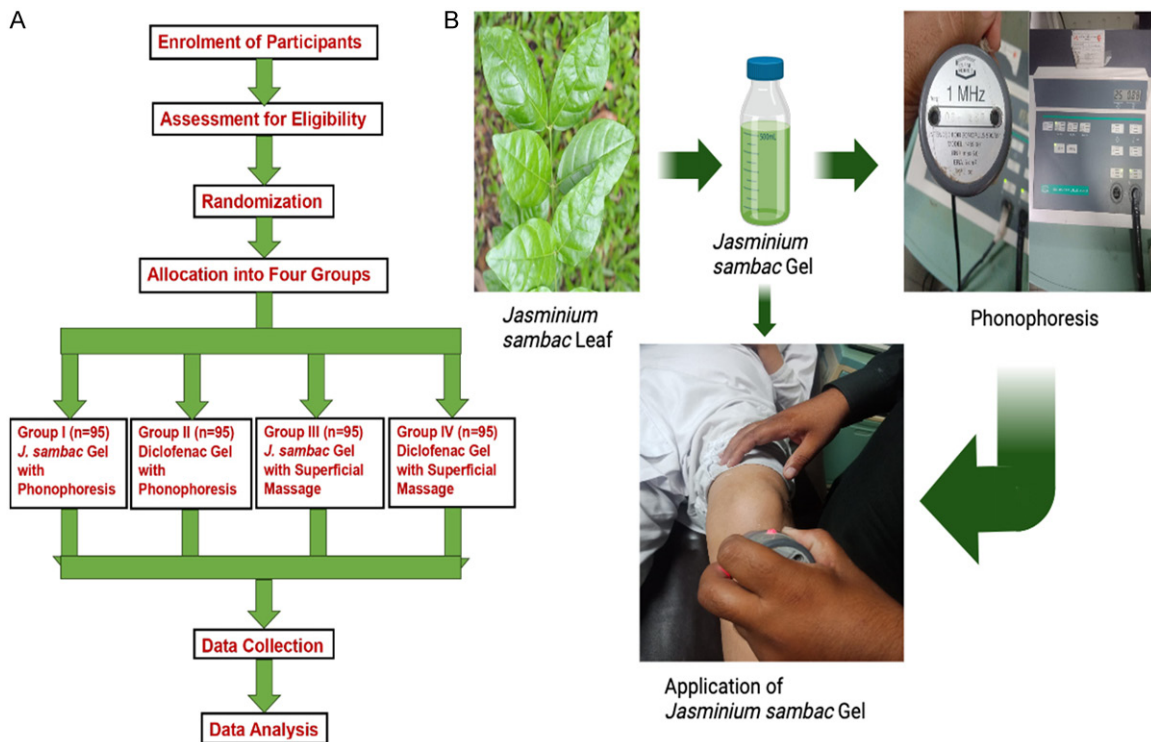 A
Enrolment of Participants
Assessment for Eligibility
Randomization
Allocation into Four Groups
Group I (n=95)
J. sambac Gel
with
Phonophoresis
Group II (n=95)
Diclofenac Gel
with
Phonophoresis
Group III (n=95)
J. sambac Gel
with Superficial
Massage
Group IV (n=95)
Diclofenac Gel
with Superficial
Massage
Data Collection
Data Analysis
B
Jasminium
sambac Leaf
500mL
Jasminium
sambac Gel
1 MHz
Phonophoresis
Application of
Jasminium sambac Gel